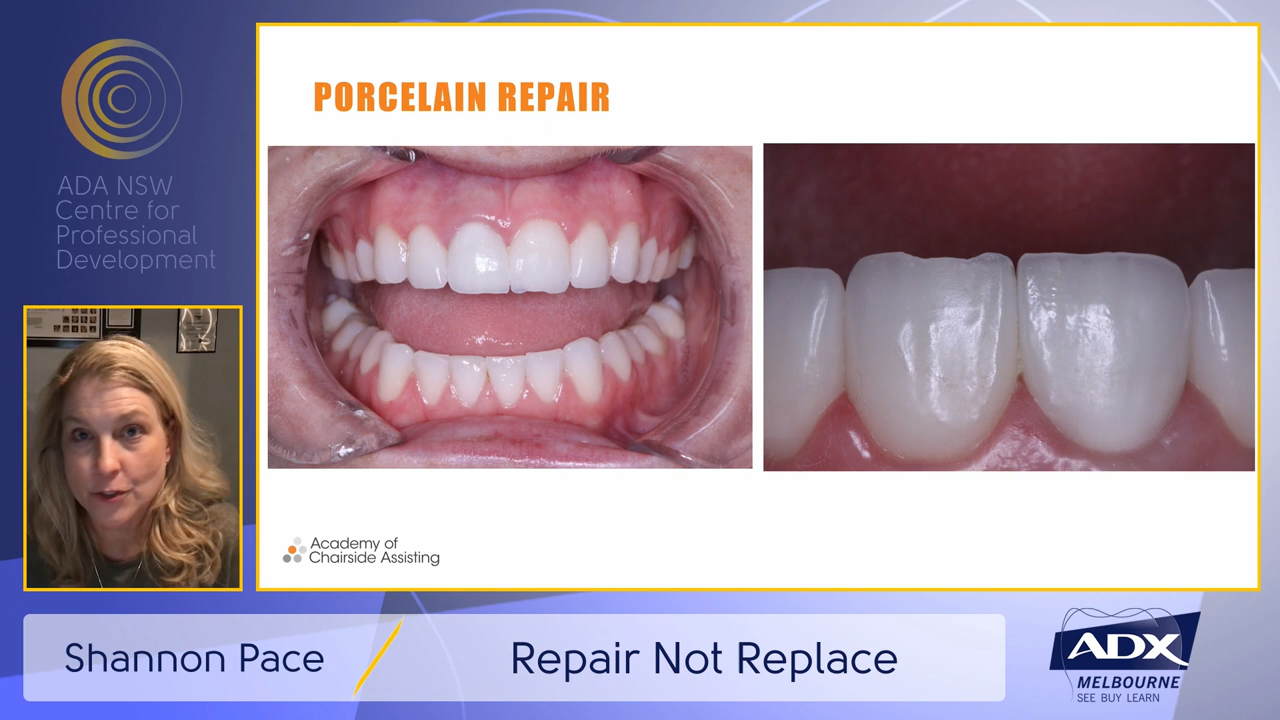 ADA NSW
Centre for
Professional
Development
PORCELAIN REPAIR
Academy of
Chairside Assisting
Shannon Pace
Repair Not Replace
ADX
MELBOURNE
SEE BUY LEARN